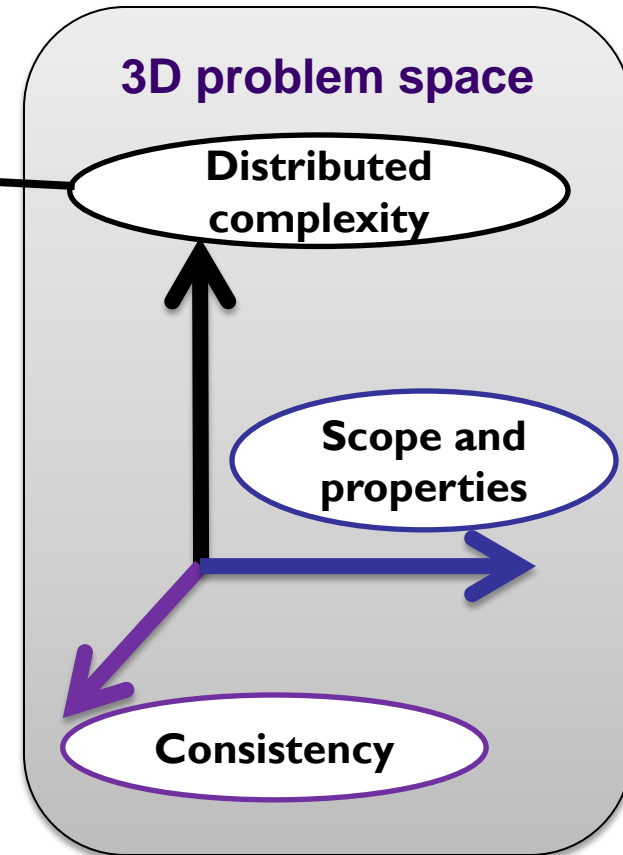 3D problem space
Distributed
complexity
Scope and
properties
Consistency